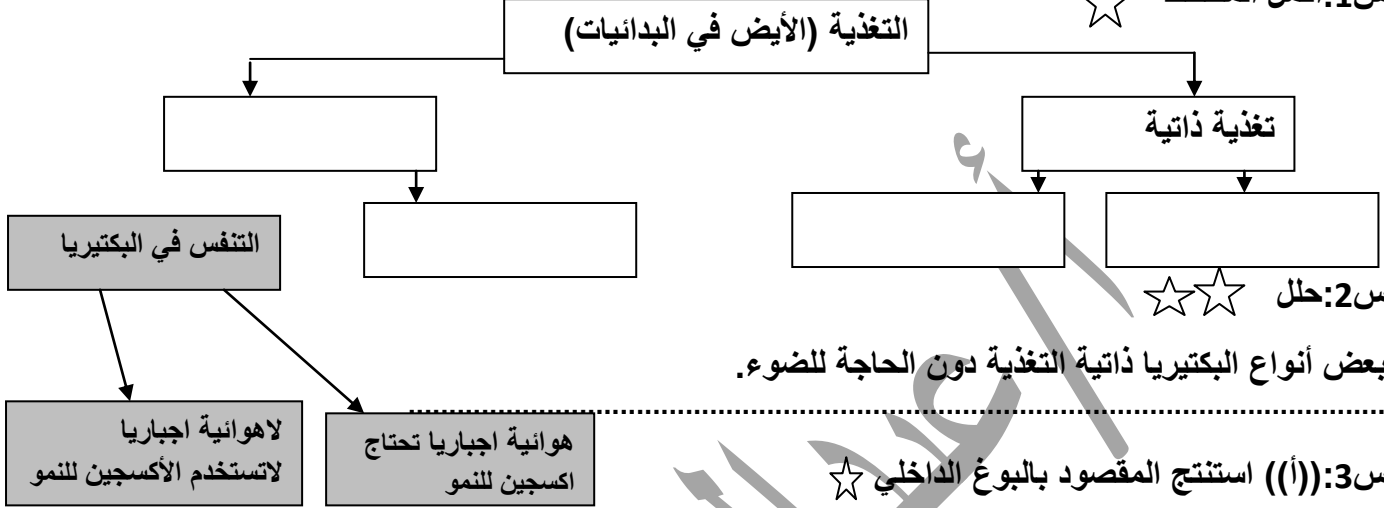 س1:أكمل المخطط
التغذية (الأيض في البدائيات)
تغذية ذاتية
التنفس في البكتيريا
س2:حلل
بعض أنواع البكتيريا ذاتية التغذية دون الحاجة للضوء.
هوائية اجباريا تحتاج
اكسجين للنمو
لاهوائية اجباريا
لاتستخدم الأكسجين للنمو
س3:((أ)) استنتج المقصود بالبوغ الداخلي